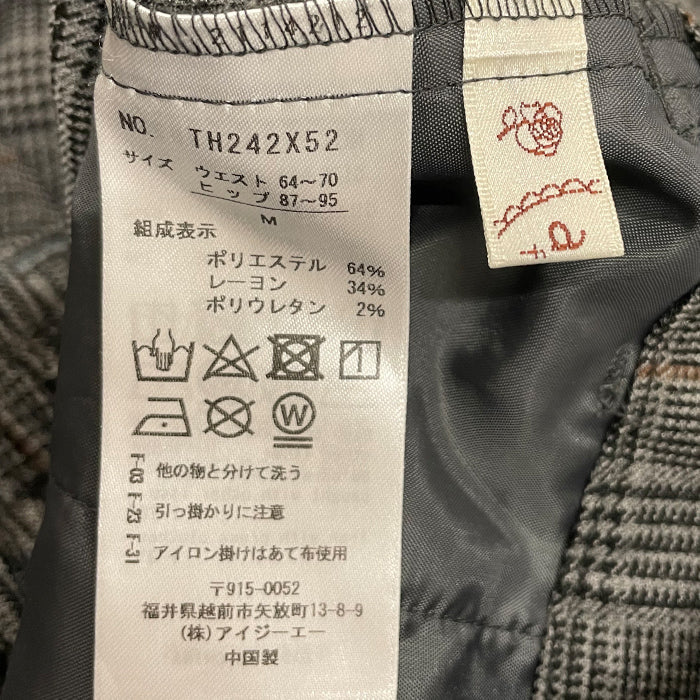 NO. TH242X52
サイズ ウエスト 64〜70
ヒップ 87〜95
M
組成表示
ポリエステル 64%
レーヨン 34%
ポリウレタン 2%
W
F-03 他の物と分けて洗う
F-23 引っ掛かりに注意
F-31 アイロン掛けはあて布使用
〒915-0052
福井県越前市矢放町13-8-9
(株)アイジーエー
中国製